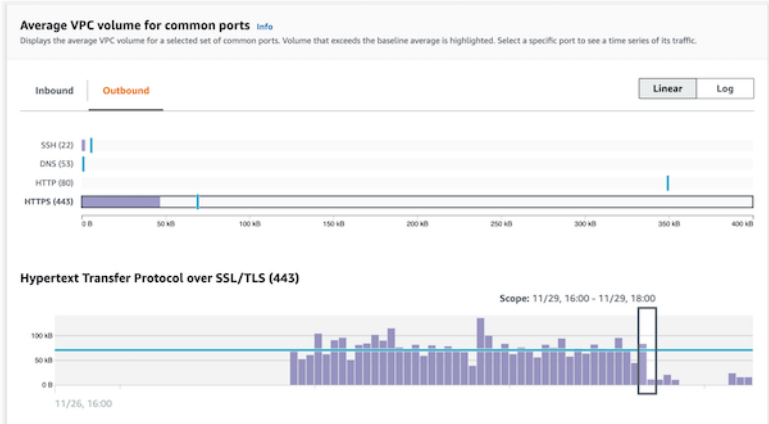 Average VPC volume for common ports Info
Displays the average VPC volume for a selected set of common ports. Volume that exceeds the baseline average is highlighted. Select a specific port to see a time series of its traffic.
Inbound Outbound Linear Log
SSH (22)
DNS (53)
HTTP (80)
HTTPS (443)
0 B 50 kB 100 kB 150 kB 200 kB 250 kB 300 kB 350 kB 400 kB
Hypertext Transfer Protocol over SSL/TLS (443)
Scope: 11/29, 16:00 - 11/29, 18:00
100 kB
50 kB
0 B
11/26, 16:00